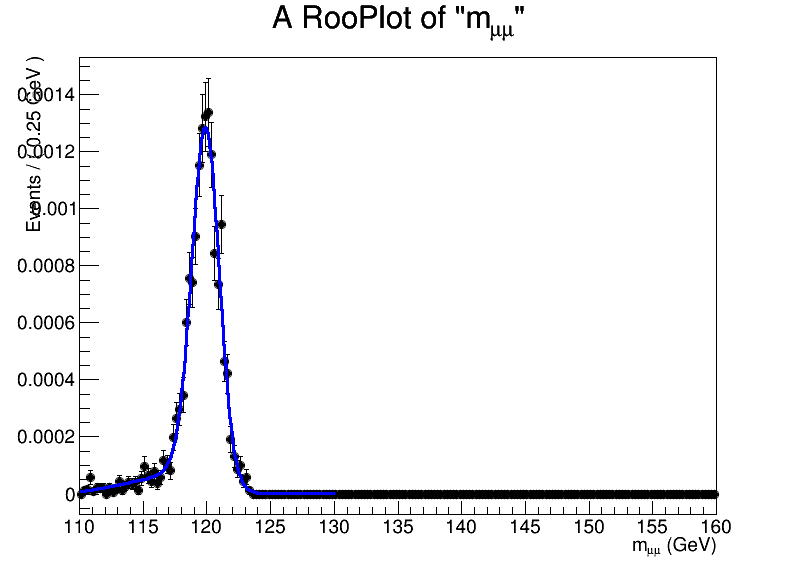 A RooPlot of "mμμ"
Events / ( 0.25 GeV )
0.0014
0.0012
0.001
0.0008
0.0006
0.0004
0.0002
0
110 115 120 125 130 135 140 145 150 155 160
mμμ (GeV)